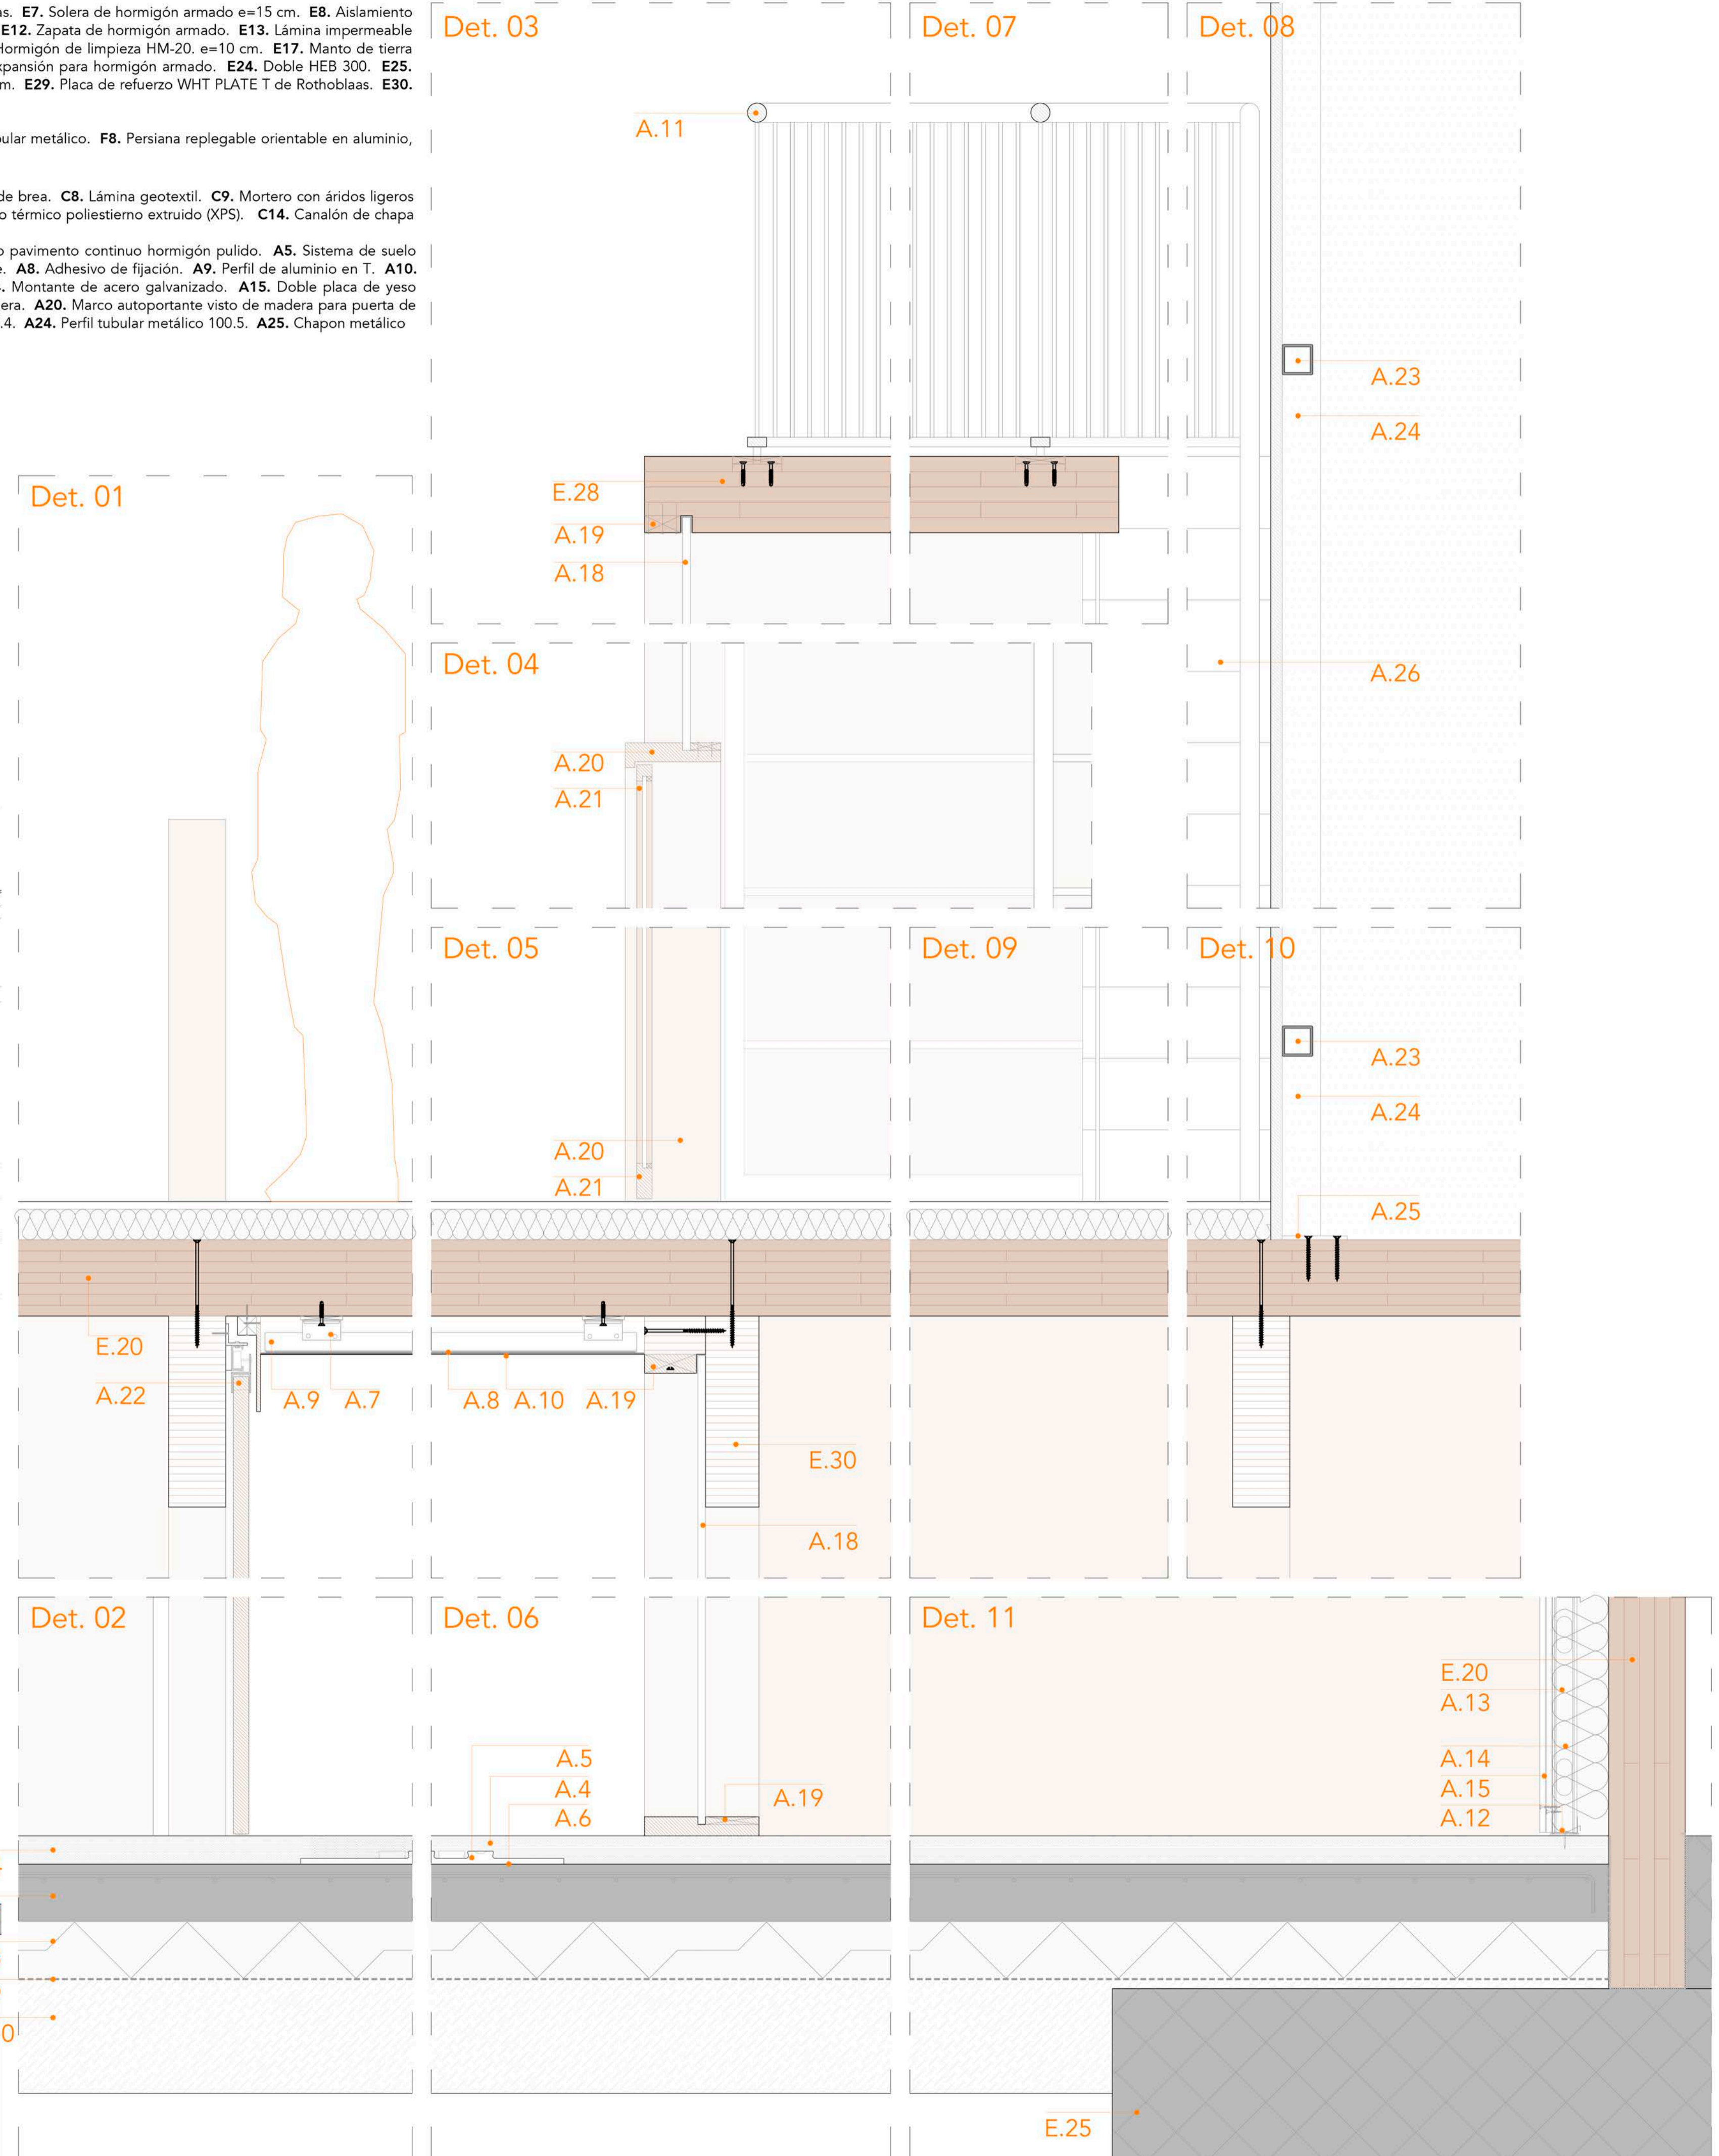 E7. Solera de hormigón armado e=15 cm. E8. Aislamiento
E12. Zapata de hormigón armado. E13. Lámina impermeable
Hormigón de limpieza HM-20. e=10 cm. E17. Manto de tierra
para hormigón armado. E24. Doble HEB 300. E25.
E29. Placa de refuerzo WHT PLATE T de Rothoblaas. E30.
metálico. F8. Persiana replegable orientable en aluminio,
de brea. C8. Lámina geotextil. C9. Mortero con áridos ligeros
térmico poliestierno extruido (XPS). C14. Canalón de chapa
pavimento continuo hormigón pulido. A5. Sistema de suelo
A8. Adhesivo de fijación. A9. Perfil de aluminio en T. A10.
Montante de acero galvanizado. A15. Doble placa de yeso
A20. Marco autoportante visto de madera para puerta de
A24. Perfil tubular metálico 100.5. A25. Chapon metálico
Det. 03
A.11
E.28
A.19
A.18
Det. 07
Det. 08
A.23
A.24
A.26
Det. 01
E.20
A.22
A.9
A.7
Det. 04
A.20
A.21
Det. 05
A.20
A.21
A.8
A.10
A.19
E.30
A.18
Det. 09
Det. 10
A.23
A.24
A.25
Det. 02
Det. 06
A.5
A.4
A.6
A.19
Det. 11
E.20
A.13
A.14
A.15
A.12
E.25
0